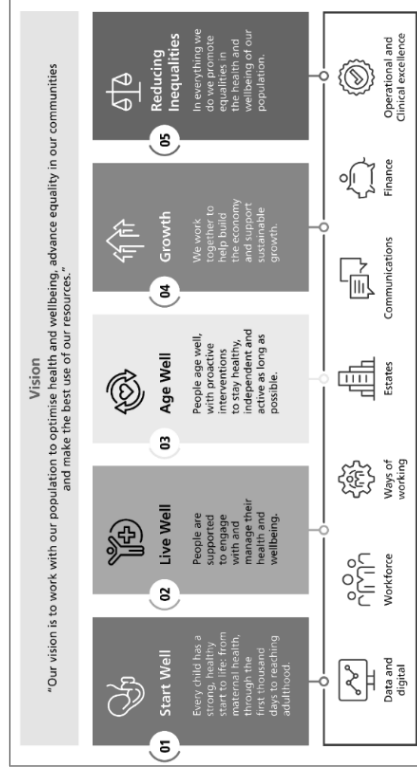 Vision
"Our vision is to work with our population to optimise health and wellbeing, advance equality in our communities
and make the best use of our resources."
01
Start Well
Every child has a
strong, healthy
start to life: from
maternal health,
through the
first thousand
days to reaching
adulthood.
02
Live Well
People are
supported
to engage
with and
manage their
health and
wellbeing.
03
Age Well
People age well,
with proactive
interventions
to stay healthy,
independent and
active as long as
possible.
04
Growth
We work
together to
help build
the economy
and support
sustainable
growth.
05
Reducing
Inequalities
In everything we
do we promote
equalities in
the health and
wellbeing of our
population.
Data and
digital
Workforce
Ways of
working
Estates
Communications
Finance
Operational and
Clinical excellence